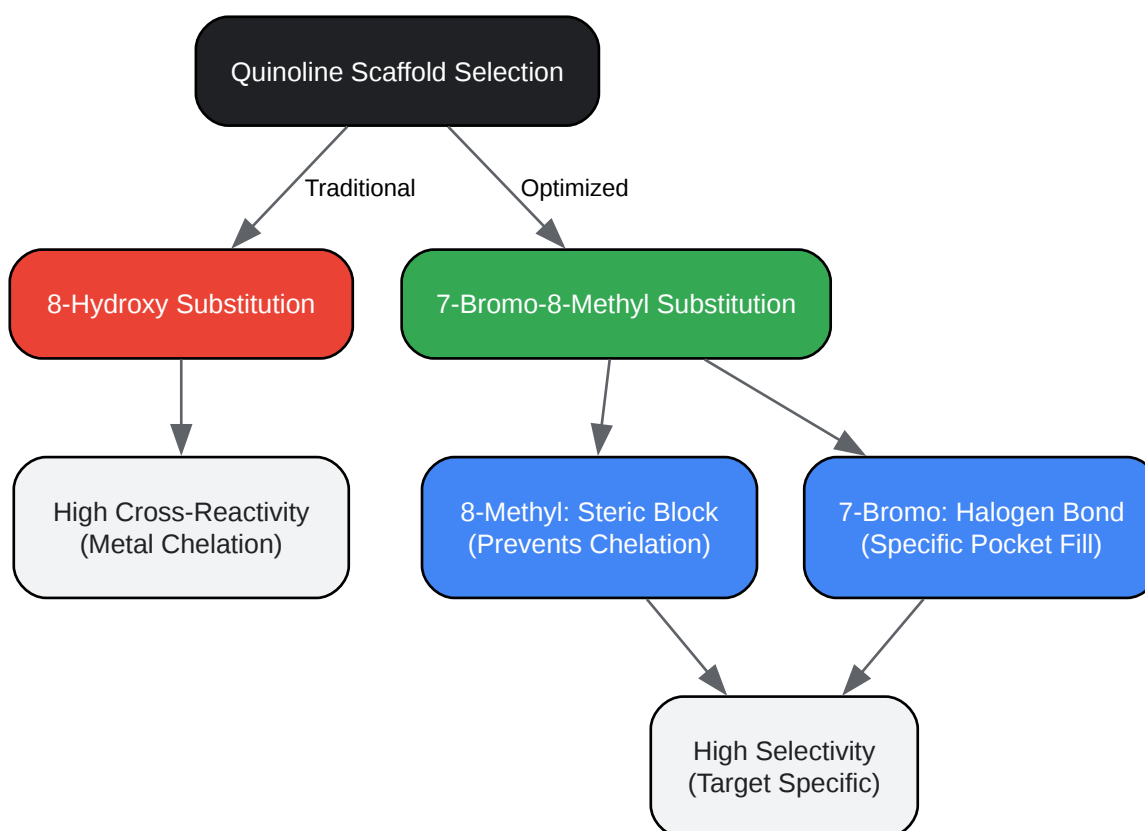 Quinoline Scaffold Selection
Traditional
Optimized
8-Hydroxy Substitution
7-Bromo-8-Methyl Substitution
High Cross-Reactivity
(Metal Chelation)
8-Methyl: Steric Block
(Prevents Chelation)
7-Bromo: Halogen Bond
(Specific Pocket Fill)
High Selectivity
(Target Specific)